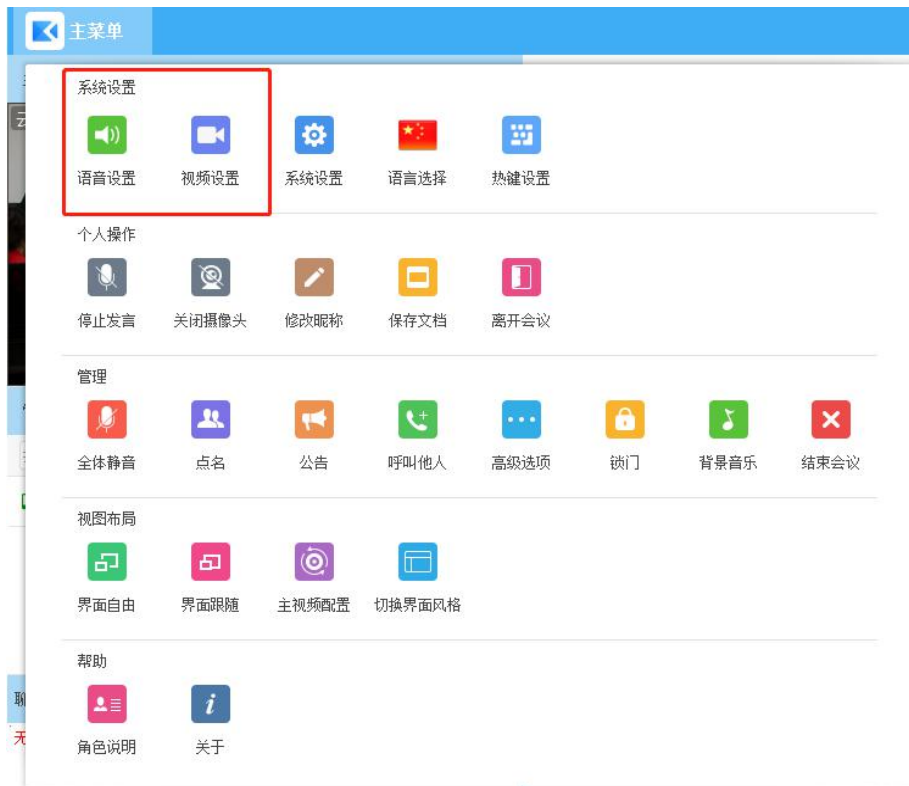 主菜单
系统设置
语音设置 视频设置 系统设置 语言选择 热键设置
个人操作
停止发言 关闭摄像头 修改昵称 保存文档 离开会议
管理
全体静音 点名 公告 呼叫他人 高级选项 锁门 背景音乐 结束会议
视图布局
界面自由 界面跟随 主视频配置 切换界面风格
帮助
聊
无
角色说明 关于